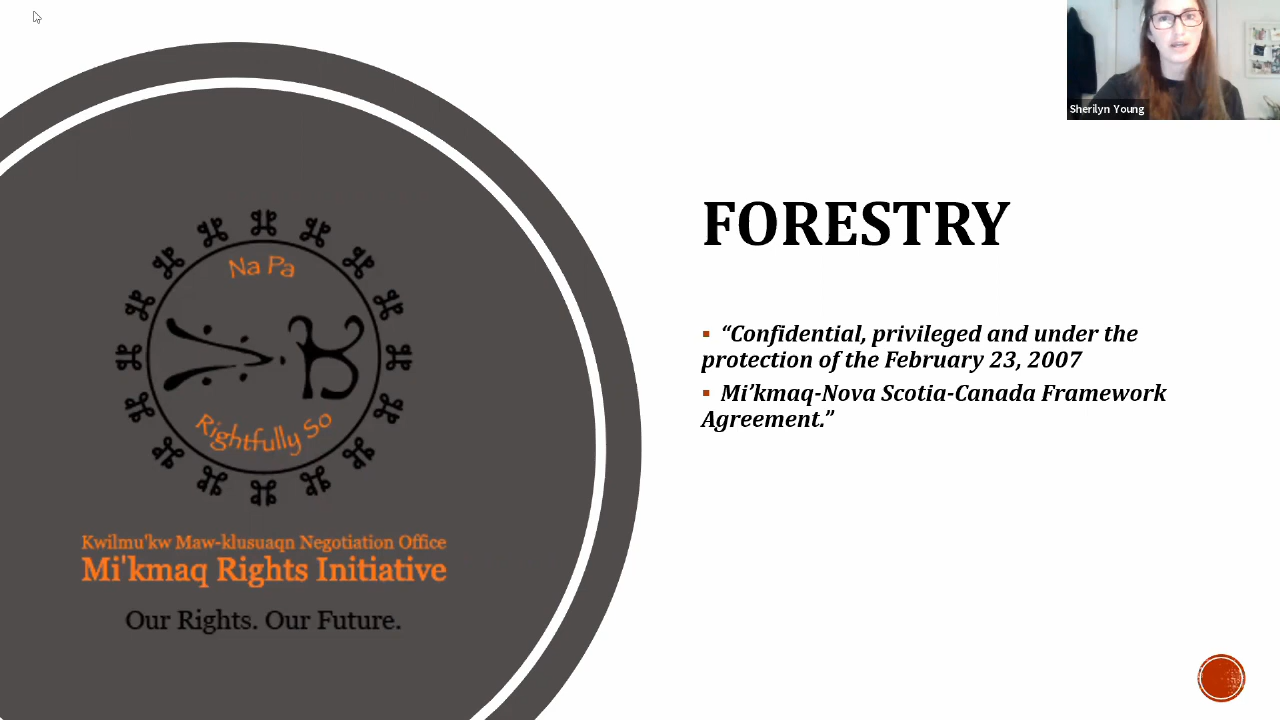 Sherilyn Young
FORESTRY
▪ “Confidential, privileged and under the
protection of the February 23, 2007
▪ Mi’kmaq-Nova Scotia-Canada Framework
Agreement.”
Na Pa
Rightfully So
Kwilmu'kw Maw-klusuaqn Negotiation Office
Mi'kmaq Rights Initiative
Our Rights. Our Future.